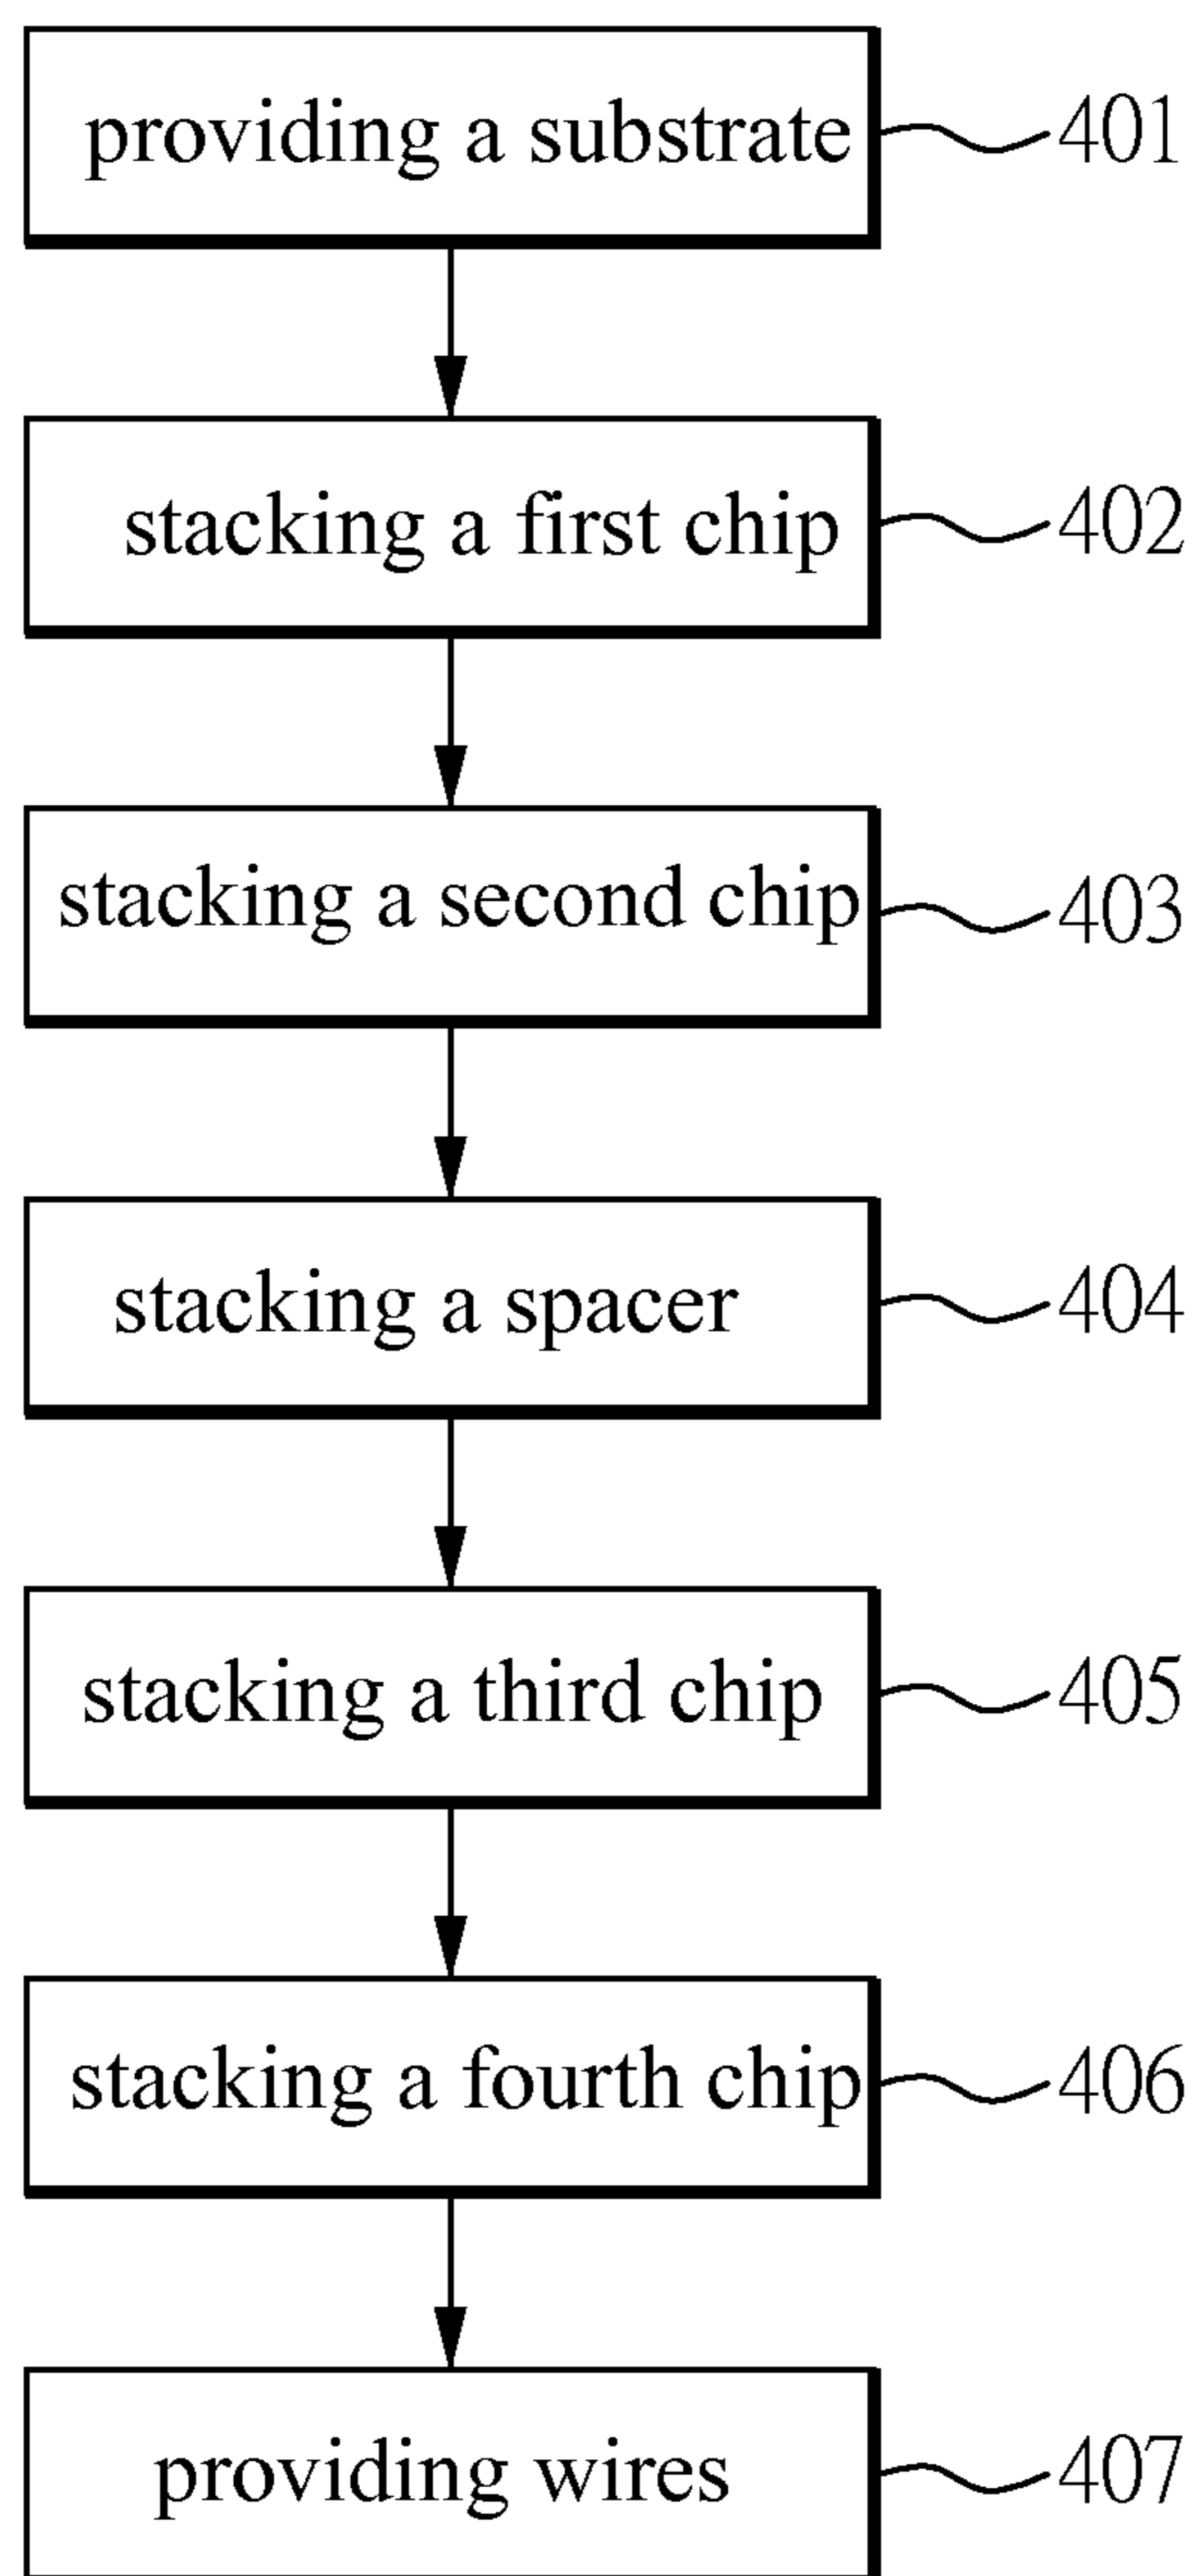 providing a substrate 401
stacking a first chip 402
stacking a second chip 403
stacking a spacer 404
stacking a third chip 405
stacking a fourth chip 406
providing wires 407